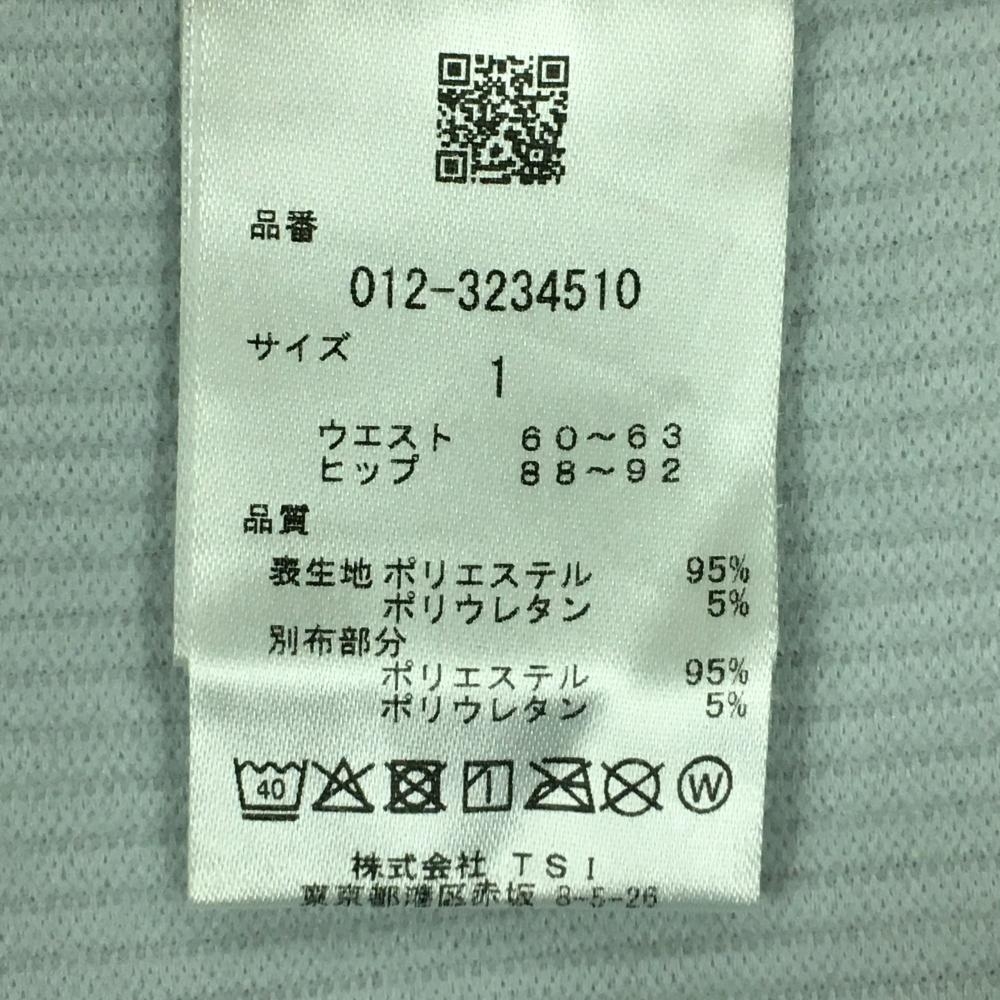 品番
012-3234510
サイズ
1
ウエスト 60~63
ヒップ 88~92
品質
表生地 ポリエステル 95%
ポリウレタン 5%
別布部分
ポリエステル 95%
ポリウレタン 5%
40 W
株式会社 TSI
東京都港区赤坂 8-5-26